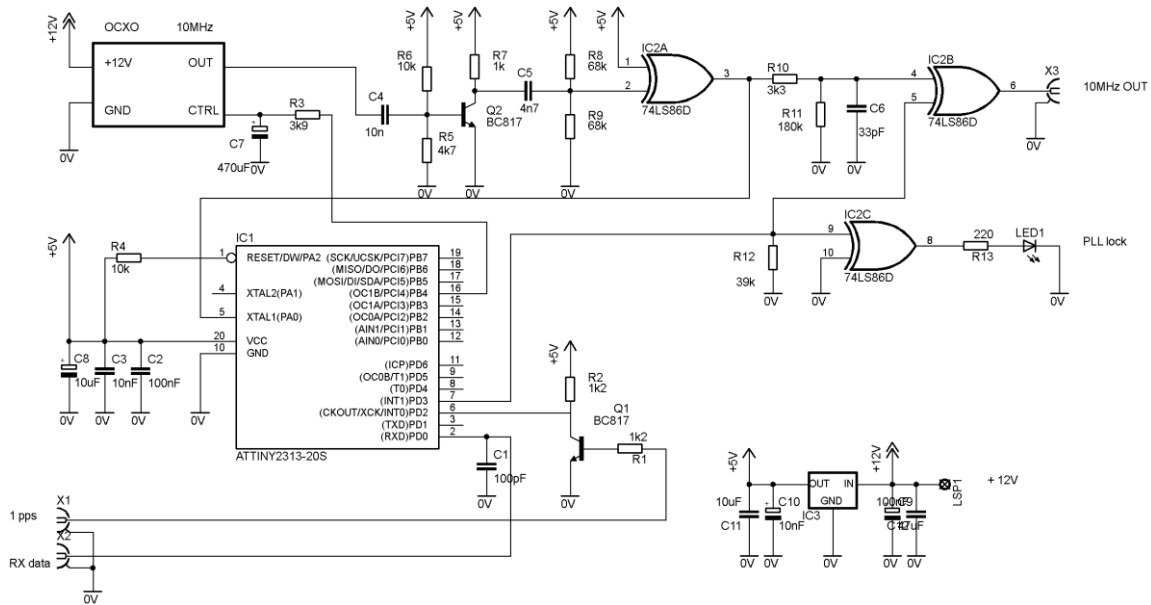 OCXO 10MHz
+12V
+12V OUT
GND CTRL
0V
R3
3k9
C7
470uF
0V
C4
10n
+5V
R6
10k
R5
4k7
0V
+5V
R7
1k
Q2
BC817
0V
C5
4n7
+5V
R8
68k
R9
68k
0V
+5V
IC2A
1
2
3
74LS86D
R10
3k3
R11
180k
0V
C6
33pF
0V
IC2B
4
5
6
74LS86D
X3
10MHz OUT
0V
IC2C
9
10
8
74LS86D
0V
R12
39k
0V
220
R13
LED1
PLL lock
0V
+5V
R4
10k
C8
10uF
0V
C3
10nF
0V
C2
100nF
0V
0V
IC1
1 RESET/DW/PA2 (SCK/UCSK/PCI7)PB7 19
(MISO/DO/PCI6)PB6 18
(MOSI/DI/SDA/PCI5)PB5 17
4 XTAL2(PA1) (OC1B/PCI4)PB4 16
(OC1A/PCI3)PB3 15
5 XTAL1(PA0) (OC0A/PCI2)PB2 14
(AIN1/PCI1)PB1 13
20 VCC (AIN0/PCI0)PB0 12
10 GND
(ICP)PD6 11
(OC0B/T1)PD5 9
(T0)PD4 8
(INT1)PD3 7
(CKOUT/XCK/INT0)PD2 6
(TXD)PD1 3
(RXD)PD0 2
ATTINY2313-20S
C1
100pF
0V
+5V
R2
1k2
Q1
BC817
0V
1k2
R1
X1
1 pps
X2
RX data
0V
+5V
10uF
C11
0V
C10
10nF
0V
OUT IN
GND
IC3
0V
+12V
100nF
C12
0V
C9
47uF
0V
LSP1
+ 12V